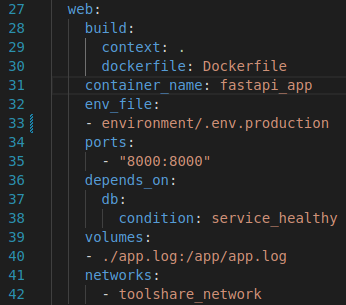 27 web:
28 build:
29 context: .
30 dockerfile: Dockerfile
31 container_name: fastapi_app
32 env_file:
33 - environment/.env.production
34 ports:
35 - "8000:8000"
36 depends_on:
37 db:
38 condition: service_healthy
39 volumes:
40 - ./app.log:/app/app.log
41 networks:
42 - toolshare_network